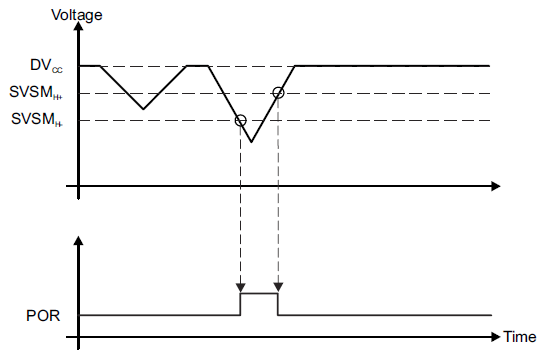 Voltage
DVCC
SVSMH+
SVSMH-
POR
Time